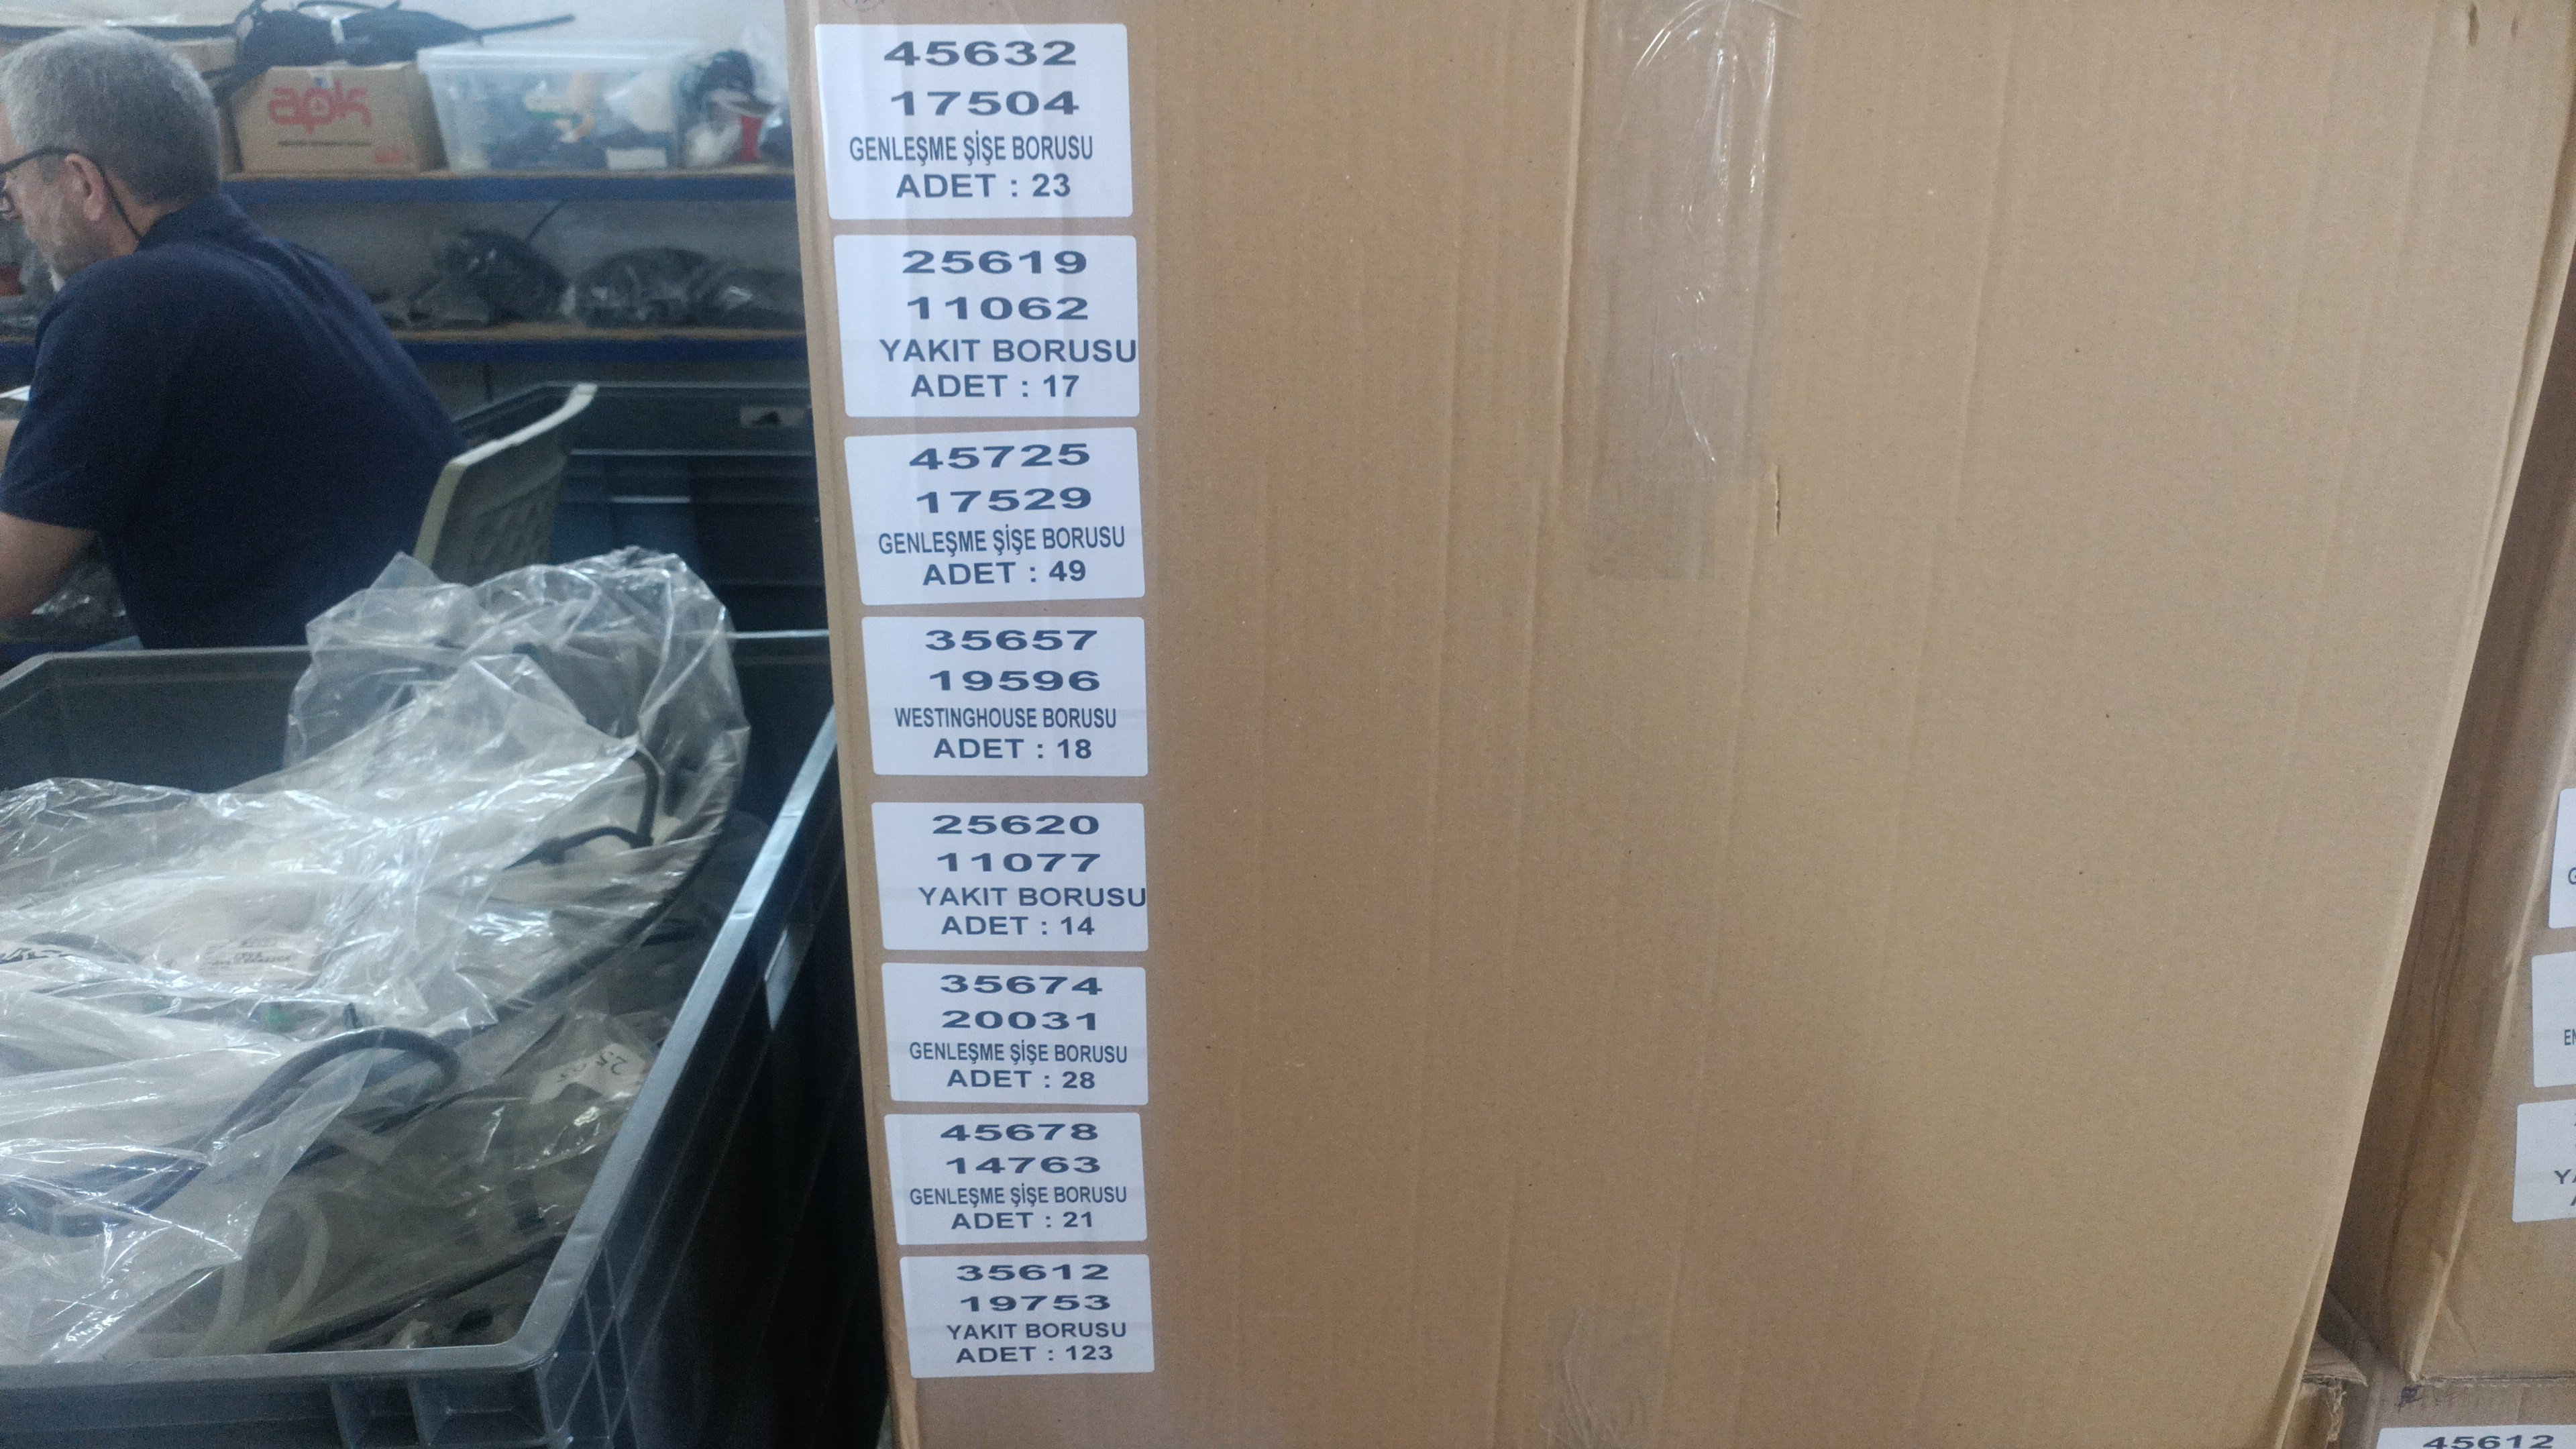 apk
45632
17504
GENLEŞME ŞİŞE BORUSU
ADET : 23
25619
11062
YAKIT BORUSU
ADET : 17
45725
17529
GENLEŞME ŞİŞE BORUSU
ADET : 49
35657
19596
WESTINGHOUSE BORUSU
ADET : 18
25620
11077
YAKIT BORUSU
ADET : 14
35674
20031
GENLEŞME ŞİŞE BORUSU
ADET : 28
45678
14763
GENLEŞME ŞİŞE BORUSU
ADET : 21
35612
19753
YAKIT BORUSU
ADET : 123
45612